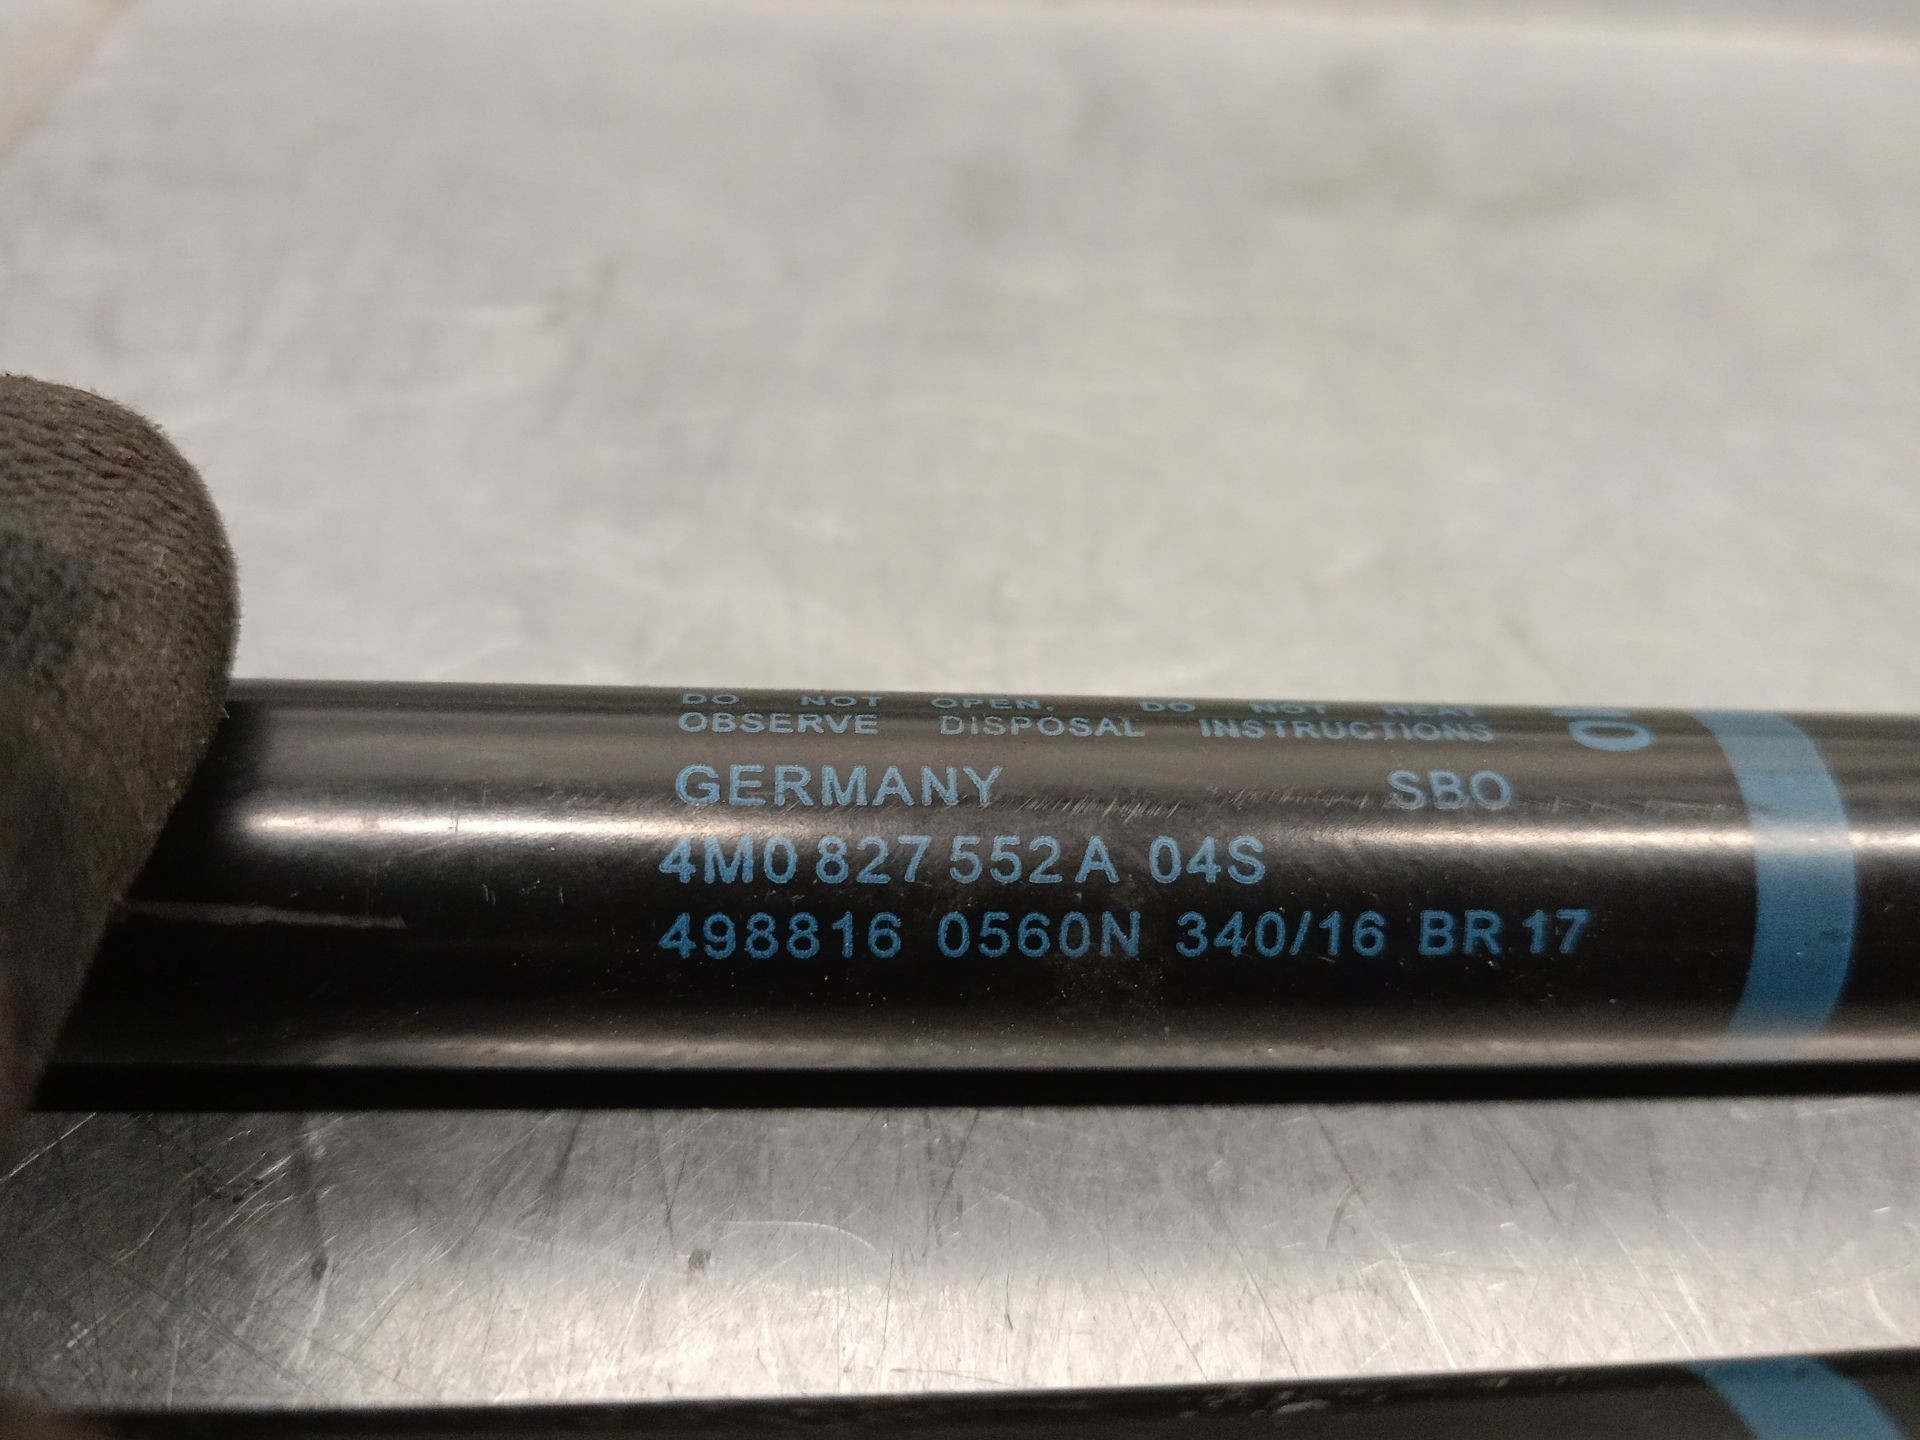 DO NOT OPEN. DO NOT HEAT
OBSERVE DISPOSAL INSTRUCTIONS
GERMANY SBO
4M0 827 552 A 04S
498816 0560N 340/16 BR 17